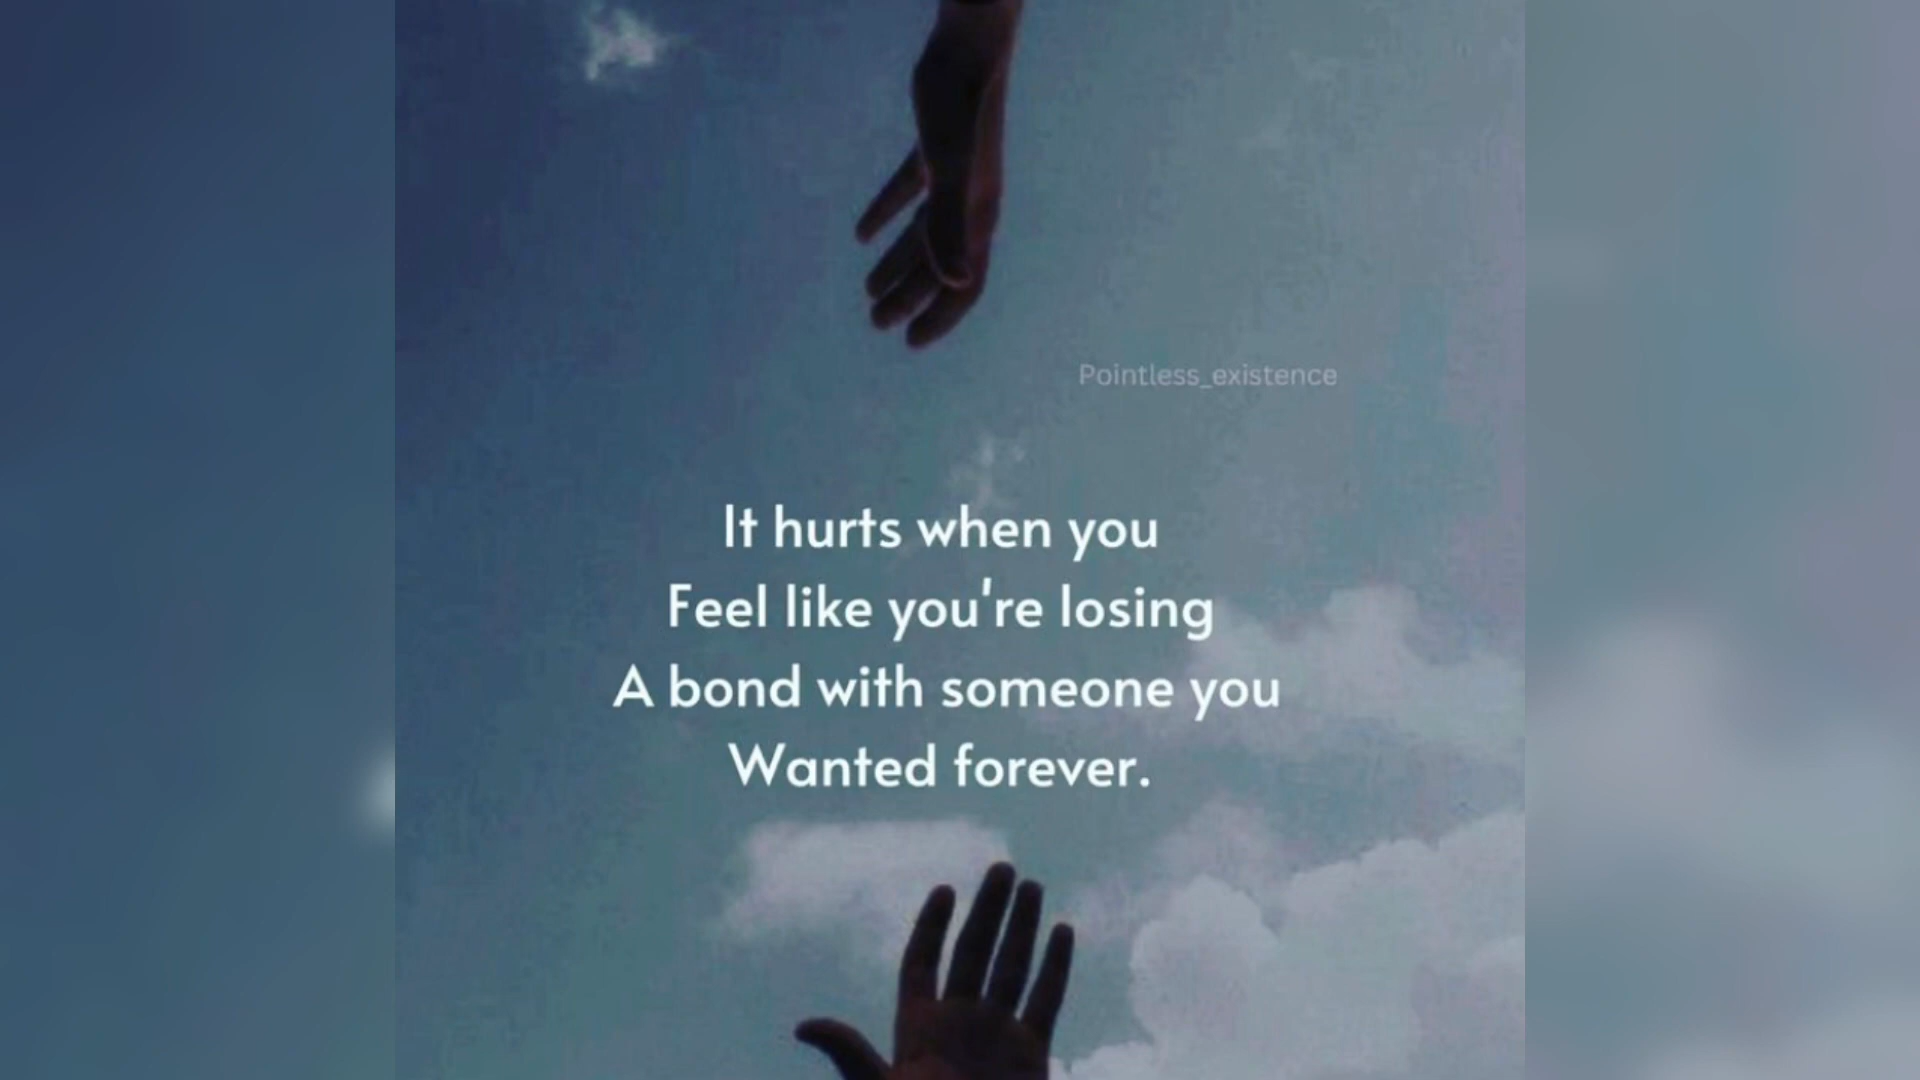 Pointless_existence
It hurts when you
Feel like you're losing
A bond with someone you
Wanted forever.